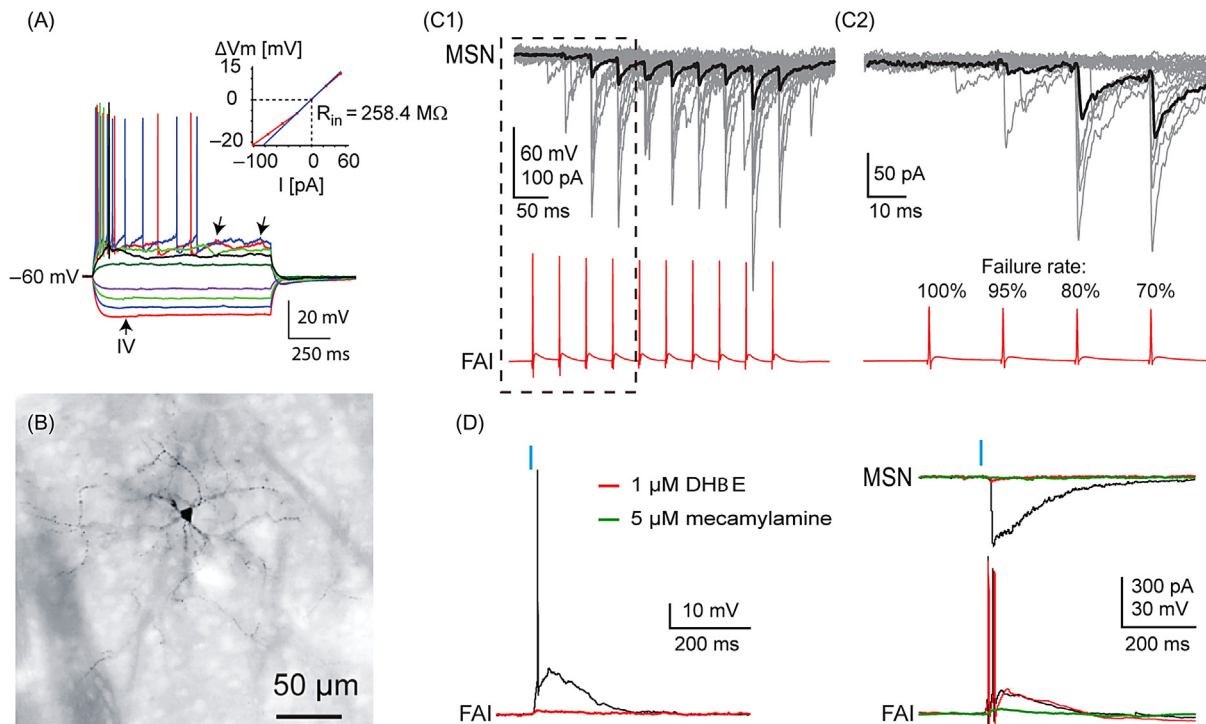 (A)
ΔVm [mV]
15
0
−20
−100
0
60
I [pA]
R_in = 258.4 MΩ
−60 mV
IV
20 mV
250 ms
(B)
50 µm
(C1)
MSN
60 mV
100 pA
50 ms
FAI
(C2)
50 pA
10 ms
Failure rate:
100% 95% 80% 70%
(D)
1 µM DHBE
5 µM mecamylamine
10 mV
200 ms
FAI
MSN
300 pA
30 mV
200 ms
FAI